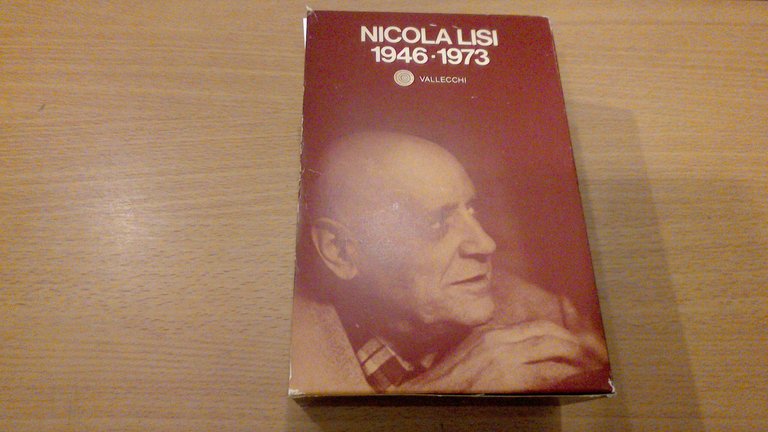 NICOLA LISI
1946·1973
VALLECCHI